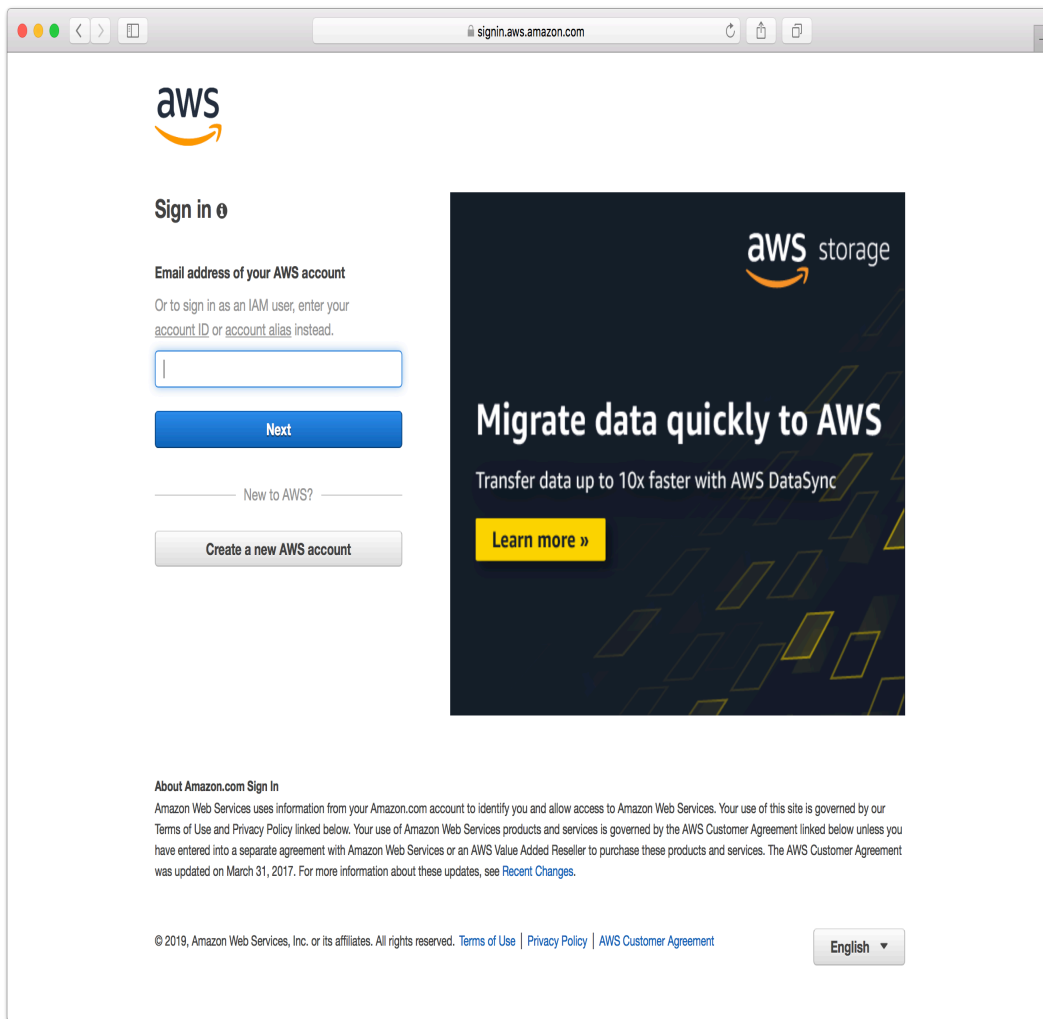 signin.aws.amazon.com
aws
Sign in
Email address of your AWS account
Or to sign in as an IAM user, enter your
account ID or account alias instead.
Next
New to AWS?
Create a new AWS account
aws storage
Migrate data quickly to AWS
Transfer data up to 10x faster with AWS DataSync
Learn more »
About Amazon.com Sign In
Amazon Web Services uses information from your Amazon.com account to identify you and allow access to Amazon Web Services. Your use of this site is governed by our
Terms of Use and Privacy Policy linked below. Your use of Amazon Web Services products and services is governed by the AWS Customer Agreement linked below unless you
have entered into a separate agreement with Amazon Web Services or an AWS Value Added Reseller to purchase these products and services. The AWS Customer Agreement
was updated on March 31, 2017. For more information about these updates, see Recent Changes.
© 2019, Amazon Web Services, Inc. or its affiliates. All rights reserved. Terms of Use | Privacy Policy | AWS Customer Agreement
English